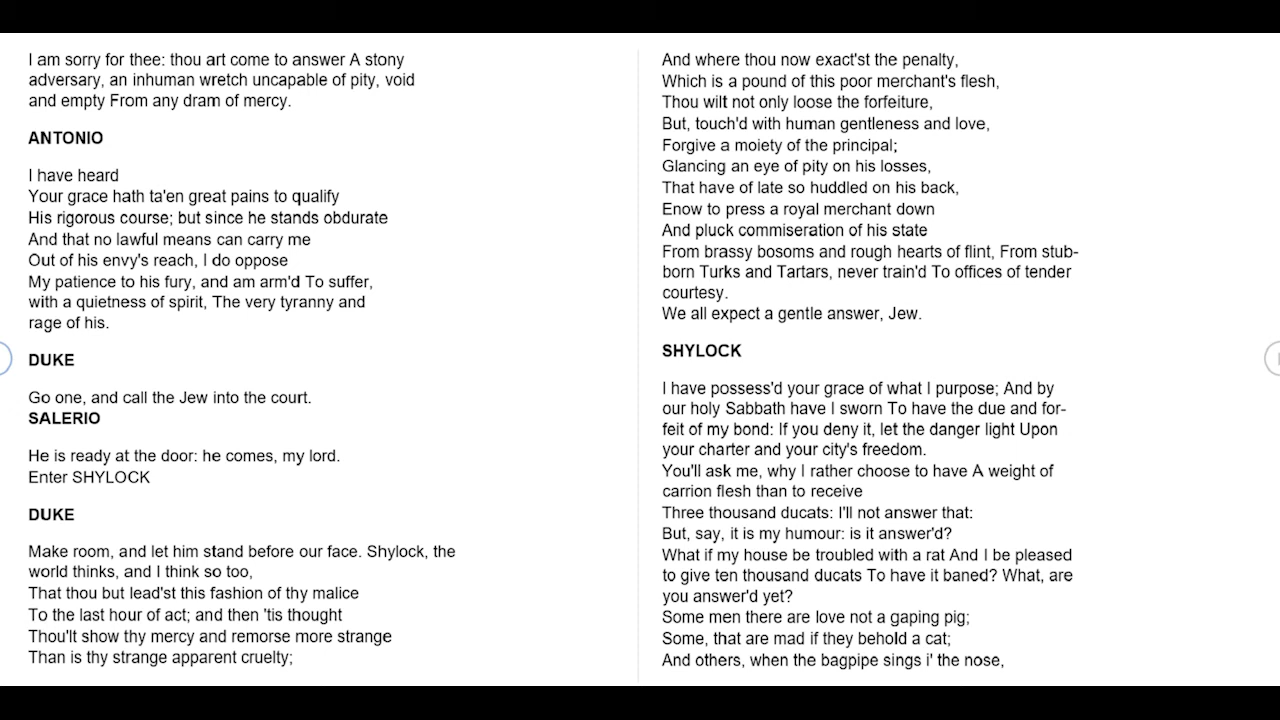 I am sorry for thee: thou art come to answer A stony
adversary, an inhuman wretch uncapable of pity, void
and empty From any dram of mercy.
ANTONIO
I have heard
Your grace hath ta'en great pains to qualify
His rigorous course; but since he stands obdurate
And that no lawful means can carry me
Out of his envy's reach, I do oppose
My patience to his fury, and am arm'd To suffer,
with a quietness of spirit, The very tyranny and
rage of his.
DUKE
Go one, and call the Jew into the court.
SALERIO
He is ready at the door: he comes, my lord.
Enter SHYLOCK
DUKE
Make room, and let him stand before our face. Shylock, the
world thinks, and I think so too,
That thou but lead'st this fashion of thy malice
To the last hour of act; and then 'tis thought
Thou'lt show thy mercy and remorse more strange
Than is thy strange apparent cruelty;
And where thou now exact'st the penalty,
Which is a pound of this poor merchant's flesh,
Thou wilt not only loose the forfeiture,
But, touch'd with human gentleness and love,
Forgive a moiety of the principal;
Glancing an eye of pity on his losses,
That have of late so huddled on his back,
Enow to press a royal merchant down
And pluck commiseration of his state
From brassy bosoms and rough hearts of flint, From stub-
born Turks and Tartars, never train'd To offices of tender
courtesy.
We all expect a gentle answer, Jew.
SHYLOCK
I have possess'd your grace of what I purpose; And by
our holy Sabbath have I sworn To have the due and for-
feit of my bond: If you deny it, let the danger light Upon
your charter and your city's freedom.
You'll ask me, why I rather choose to have A weight of
carrion flesh than to receive
Three thousand ducats: I'll not answer that:
But, say, it is my humour: is it answer'd?
What if my house be troubled with a rat And I be pleased
to give ten thousand ducats To have it baned? What, are
you answer'd yet?
Some men there are love not a gaping pig;
Some, that are mad if they behold a cat;
And others, when the bagpipe sings i' the nose,